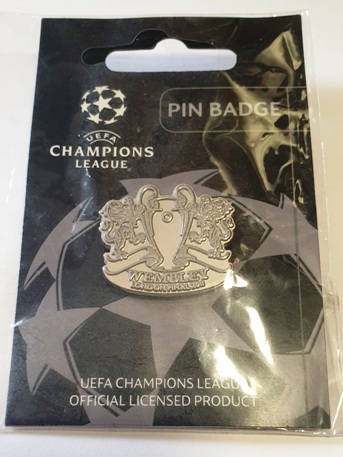 PIN BADGE
UEFA
CHAMPIONS
LEAGUE
WEMBLEY
UEFA CHAMPIONS LEAGUE
OFFICIAL LICENSED PRODUCT